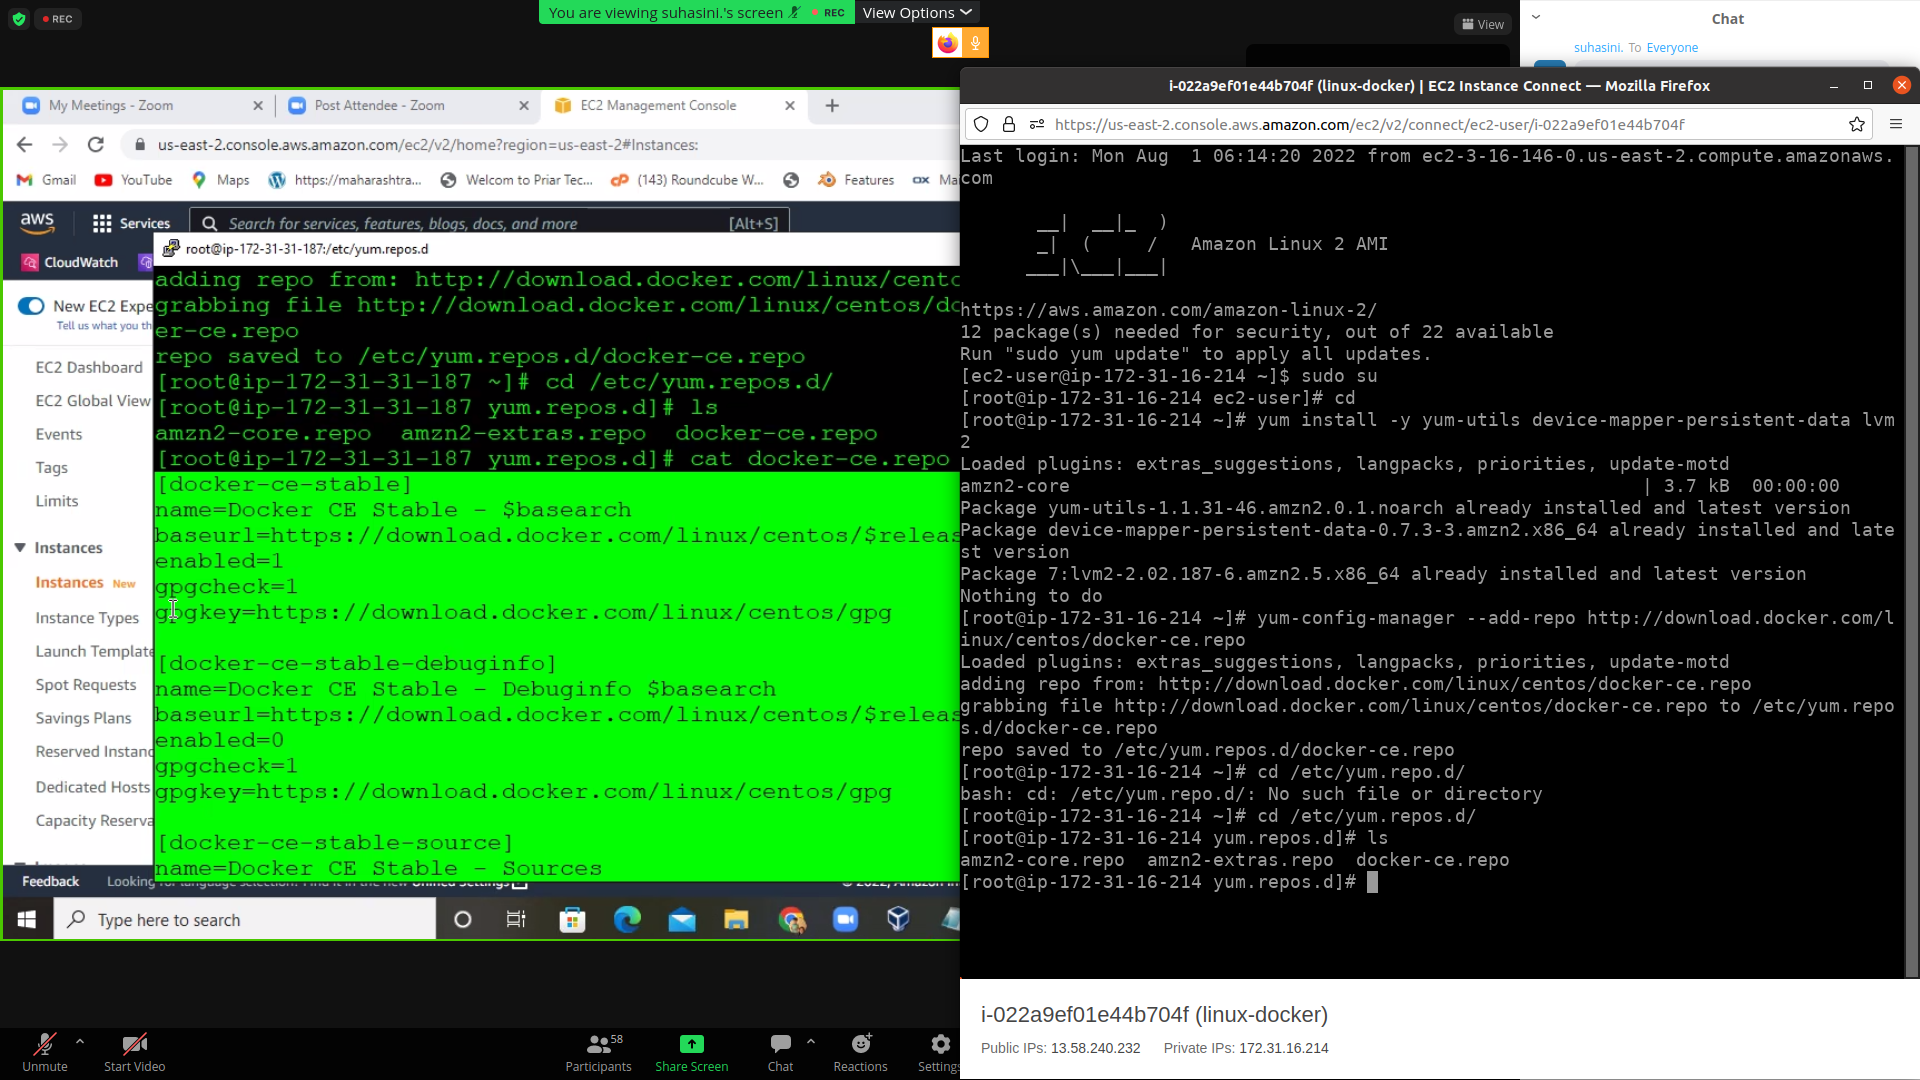 REC
You are viewing suhasini.'s screen
REC
View Options
View
Chat
suhasini. To Everyone
My Meetings - Zoom
Post Attendee - Zoom
EC2 Management Console
us-east-2.console.aws.amazon.com/ec2/v2/home?region=us-east-2#Instances:
Gmail
YouTube
Maps
https://maharashtra...
Welcom to Priar Tec...
(143) Roundcube W...
Features
aws
Services
Search for services, features, blogs, docs, and more
[Alt+S]
CloudWatch
root@ip-172-31-31-187:/etc/yum.repos.d
New EC2 Expe
Tell us what you th
EC2 Dashboard
EC2 Global View
Events
Tags
Limits
Instances
Instances New
Instance Types
Launch Template
Spot Requests
Savings Plans
Reserved Instanc
Dedicated Hosts
Capacity Reserva
adding repo from: http://download.docker.com/linux/cento
grabbing file http://download.docker.com/linux/centos/do
er-ce.repo
repo saved to /etc/yum.repos.d/docker-ce.repo
[root@ip-172-31-31-187 ~]# cd /etc/yum.repos.d/
[root@ip-172-31-31-187 yum.repos.d]# ls
amzn2-core.repo amzn2-extras.repo docker-ce.repo
[root@ip-172-31-31-187 yum.repos.d]# cat docker-ce.repo
[docker-ce-stable]
name=Docker CE Stable - $basearch
baseurl=https://download.docker.com/linux/centos/$releas
enabled=1
gpgcheck=1
gpgkey=https://download.docker.com/linux/centos/gpg
[docker-ce-stable-debuginfo]
name=Docker CE Stable - Debuginfo $basearch
baseurl=https://download.docker.com/linux/centos/$releas
enabled=0
gpgcheck=1
gpgkey=https://download.docker.com/linux/centos/gpg
[docker-ce-stable-source]
name=Docker CE Stable - Sources
Feedback
Type here to search
Unmute
Start Video
Participants
58
Share Screen
Chat
Reactions
Settings
i-022a9ef01e44b704f (linux-docker) | EC2 Instance Connect — Mozilla Firefox
https://us-east-2.console.aws.amazon.com/ec2/v2/connect/ec2-user/i-022a9ef01e44b704f
Last login: Mon Aug  1 06:14:20 2022 from ec2-3-16-146-0.us-east-2.compute.amazonaws.
com
__|  __|_  )
_|  (     /   Amazon Linux 2 AMI
___|\___|___|
https://aws.amazon.com/amazon-linux-2/
12 package(s) needed for security, out of 22 available
Run "sudo yum update" to apply all updates.
[ec2-user@ip-172-31-16-214 ~]$ sudo su
[root@ip-172-31-16-214 ec2-user]# cd
[root@ip-172-31-16-214 ~]# yum install -y yum-utils device-mapper-persistent-data lvm
2
Loaded plugins: extras_suggestions, langpacks, priorities, update-motd
amzn2-core | 3.7 kB  00:00:00
Package yum-utils-1.1.31-46.amzn2.0.1.noarch already installed and latest version
Package device-mapper-persistent-data-0.7.3-3.amzn2.x86_64 already installed and late
st version
Package 7:lvm2-2.02.187-6.amzn2.5.x86_64 already installed and latest version
Nothing to do
[root@ip-172-31-16-214 ~]# yum-config-manager --add-repo http://download.docker.com/l
inux/centos/docker-ce.repo
Loaded plugins: extras_suggestions, langpacks, priorities, update-motd
adding repo from: http://download.docker.com/linux/centos/docker-ce.repo
grabbing file http://download.docker.com/linux/centos/docker-ce.repo to /etc/yum.repo
s.d/docker-ce.repo
repo saved to /etc/yum.repos.d/docker-ce.repo
[root@ip-172-31-16-214 ~]# cd /etc/yum.repo.d/
bash: cd: /etc/yum.repo.d/: No such file or directory
[root@ip-172-31-16-214 ~]# cd /etc/yum.repos.d/
[root@ip-172-31-16-214 yum.repos.d]# ls
amzn2-core.repo  amzn2-extras.repo  docker-ce.repo
[root@ip-172-31-16-214 yum.repos.d]#
i-022a9ef01e44b704f (linux-docker)
Public IPs: 13.58.240.232 Private IPs: 172.31.16.214